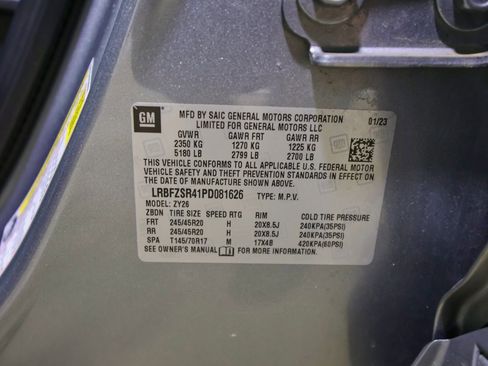 GM
MFD BY SAIC GENERAL MOTORS CORPORATION 01/23
LIMITED FOR GENERAL MOTORS LLC
GVWR GAWR FRT GAWR RR
2350 KG 1270 KG 1225 KG
5180 LB 2799 LB 2700 LB
THIS VEHICLE CONFORMS TO ALL APPLICABLE U.S. FEDERAL MOTOR
VEHICLE SAFETY AND THEFT PREVENTION STANDARDS IN EFFECT ON
THE DATE OF MANUFACTURE SHOWN ABOVE.
LRBFZSR41PD081626 TYPE: M.P.V.
MODEL: ZY26
ZBDN TIRE SIZE SPEED RTG RIM COLD TIRE PRESSURE
FRT 245/45R20 H 20X8.5J 240KPA(35PSI)
RR 245/45R20 H 20X8.5J 240KPA(35PSI)
SPA T145/70R17 M 17X4B 420KPA(60PSI)
SEE OWNER'S MANUAL FOR MORE INFORMATION.